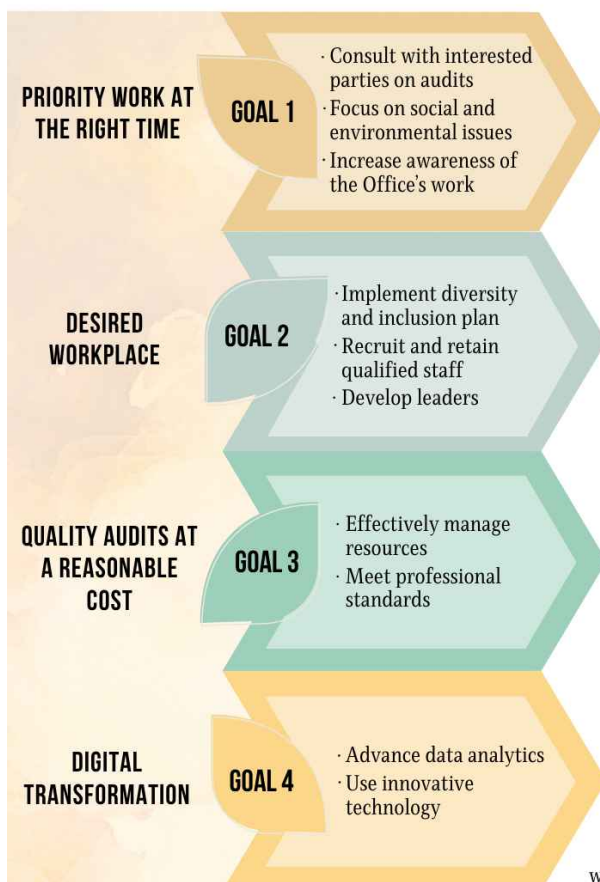 PRIORITY WORK AT
THE RIGHT TIME
GOAL 1
· Consult with interested
parties on audits
· Focus on social and
environmental issues
· Increase awareness of
the Office's work
DESIRED
WORKPLACE
GOAL 2
· Implement diversity
and inclusion plan
· Recruit and retain
qualified staff
· Develop leaders
QUALITY AUDITS AT
A REASONABLE
COST
GOAL 3
· Effectively manage
resources
· Meet professional
standards
DIGITAL
TRANSFORMATION
GOAL 4
· Advance data analytics
· Use innovative
technology
w